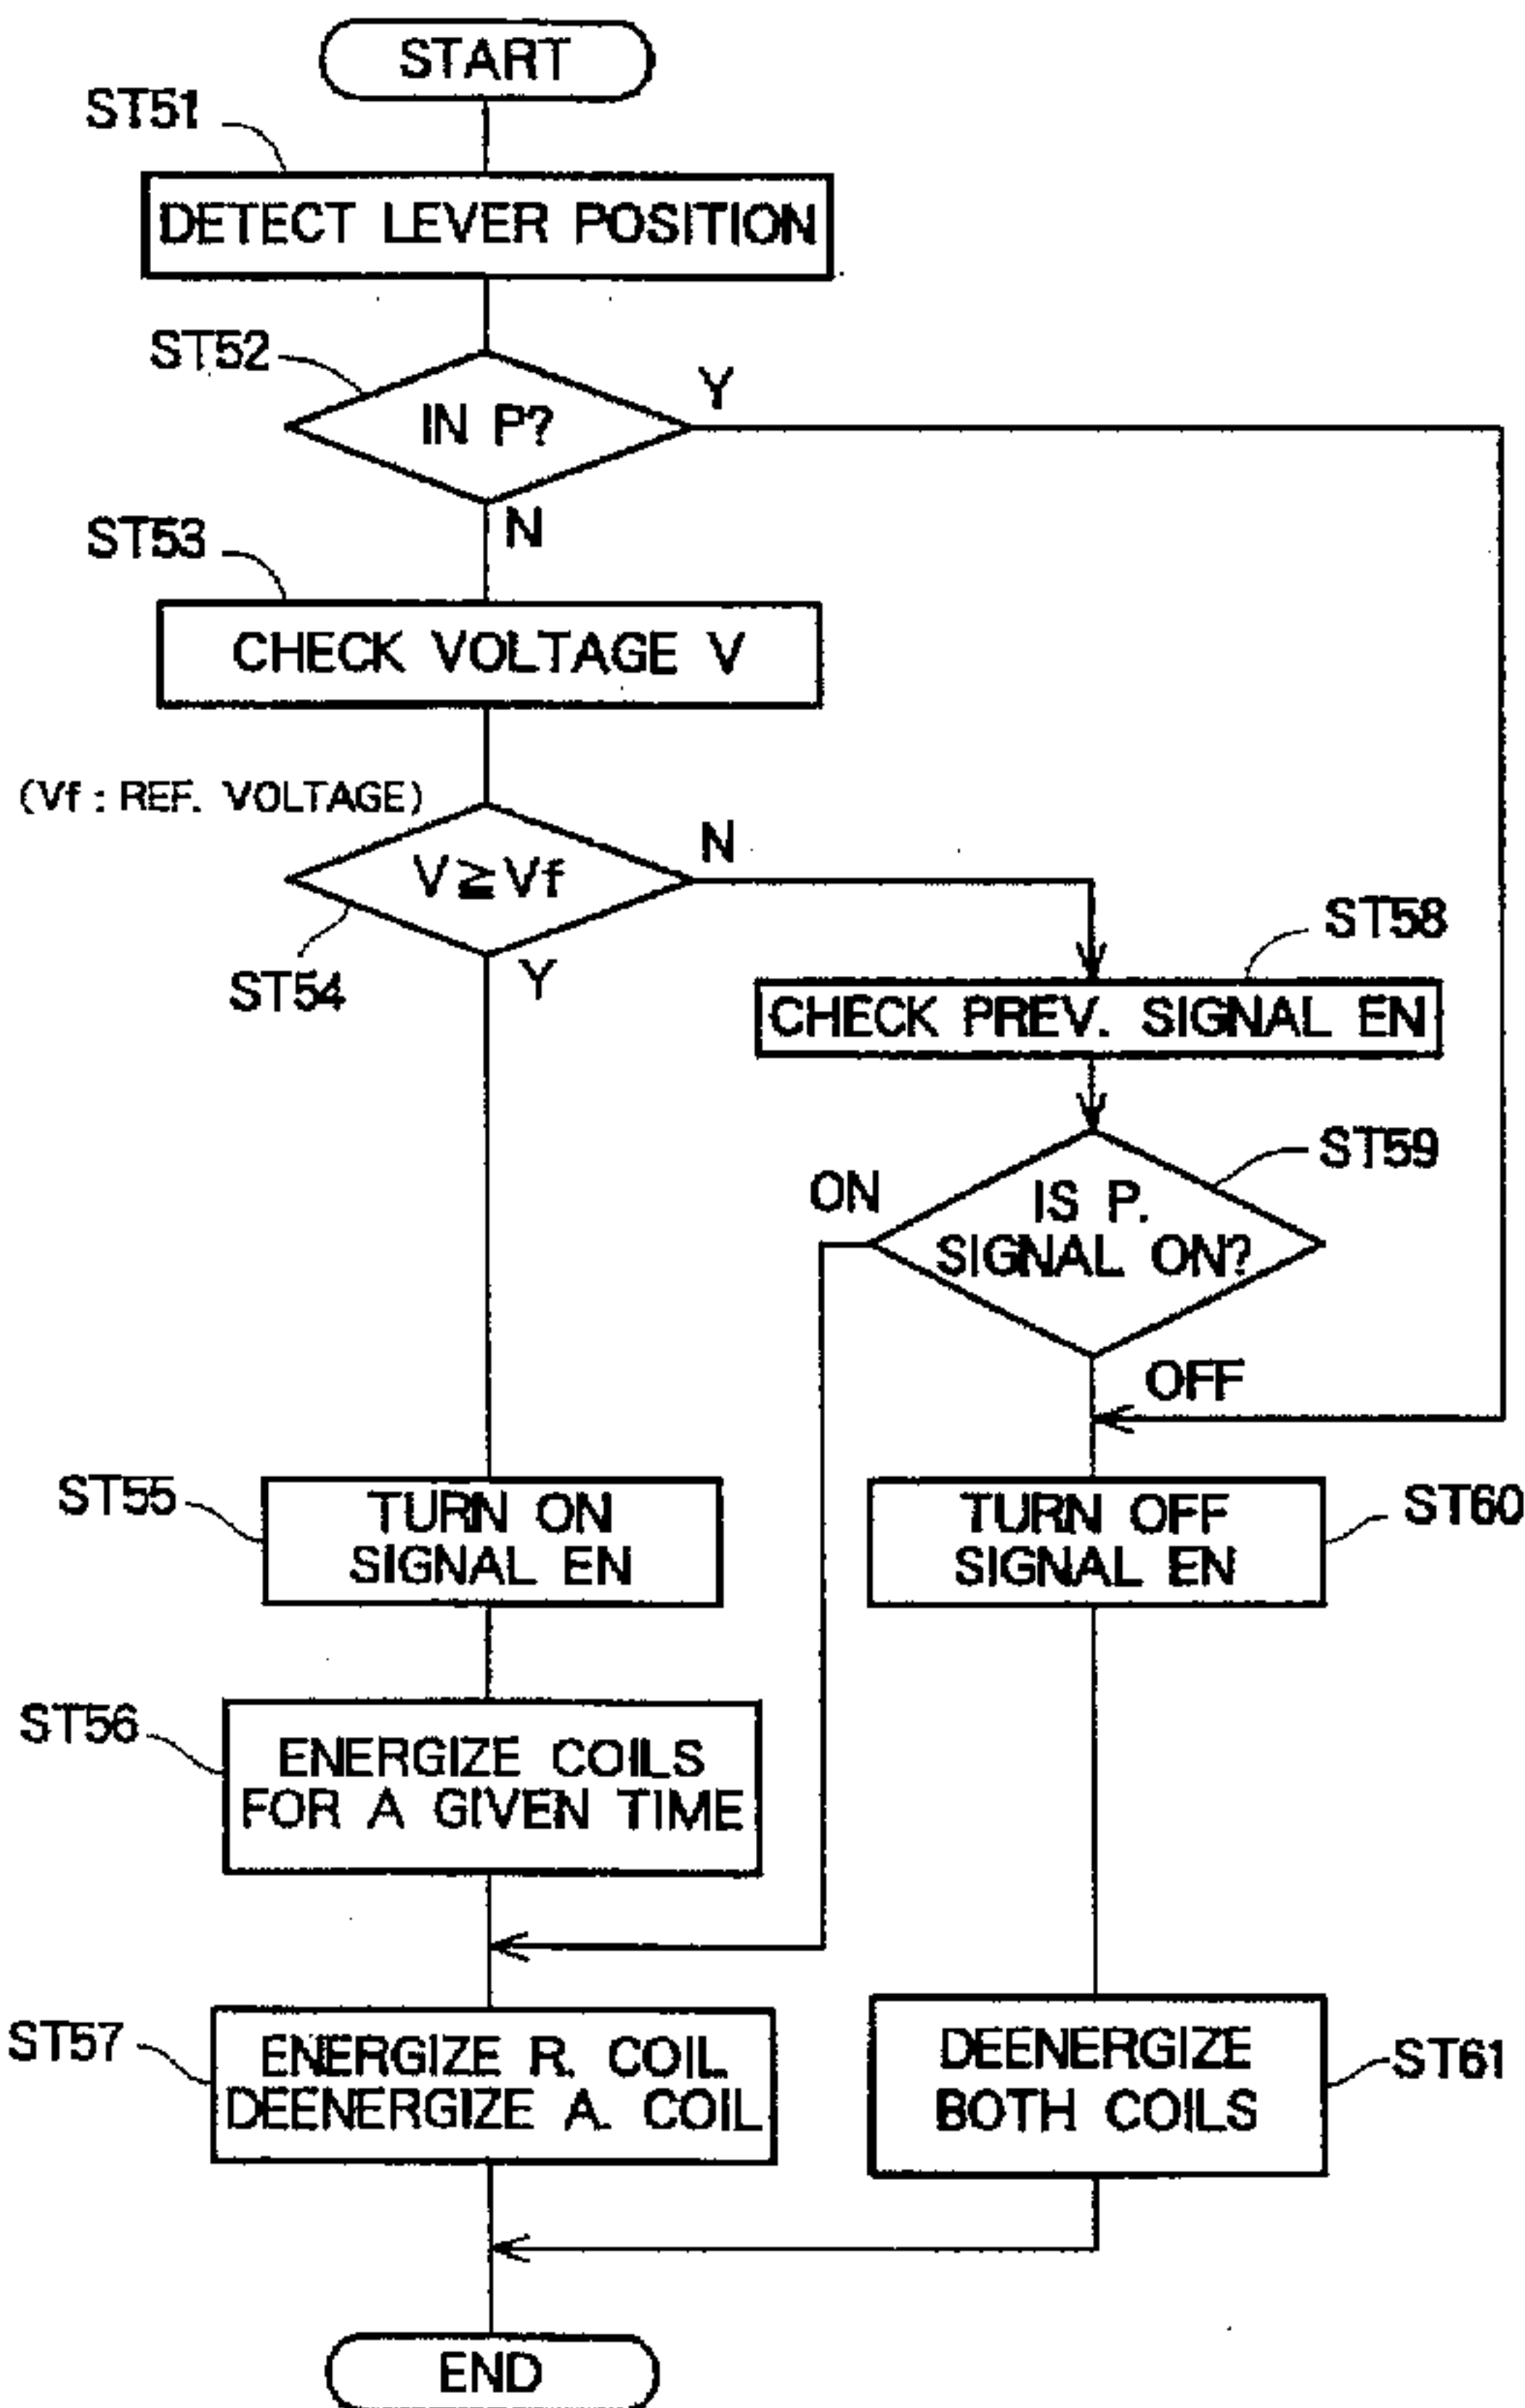 START
ST51
DETECT LEVER POSITION
ST52
IN P?
Y
N
ST53
CHECK VOLTAGE V
(Vf : REF. VOLTAGE)
V≧Vf
N
ST54
Y
ST58
CHECK PREV. SIGNAL EN
ST59
ON
IS P.
SIGNAL ON?
OFF
ST55
TURN ON
SIGNAL EN
TURN OFF
SIGNAL EN
ST60
ST56
ENERGIZE COILS
FOR A GIVEN TIME
ST57
ENERGIZE R. COIL
DEENERGIZE A. COIL
DEENERGIZE
BOTH COILS
ST61
END